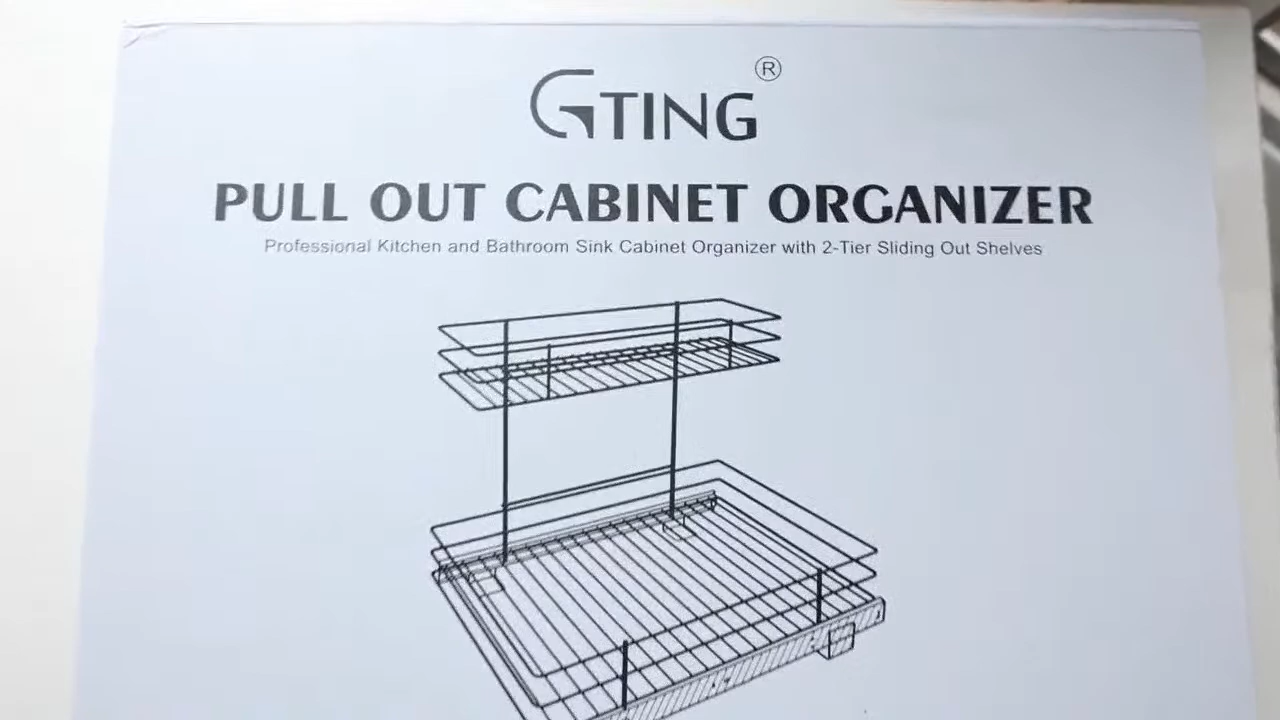 GTING®
PULL OUT CABINET ORGANIZER
Professional Kitchen and Bathroom Sink Cabinet Organizer with 2-Tier Sliding Out Shelves